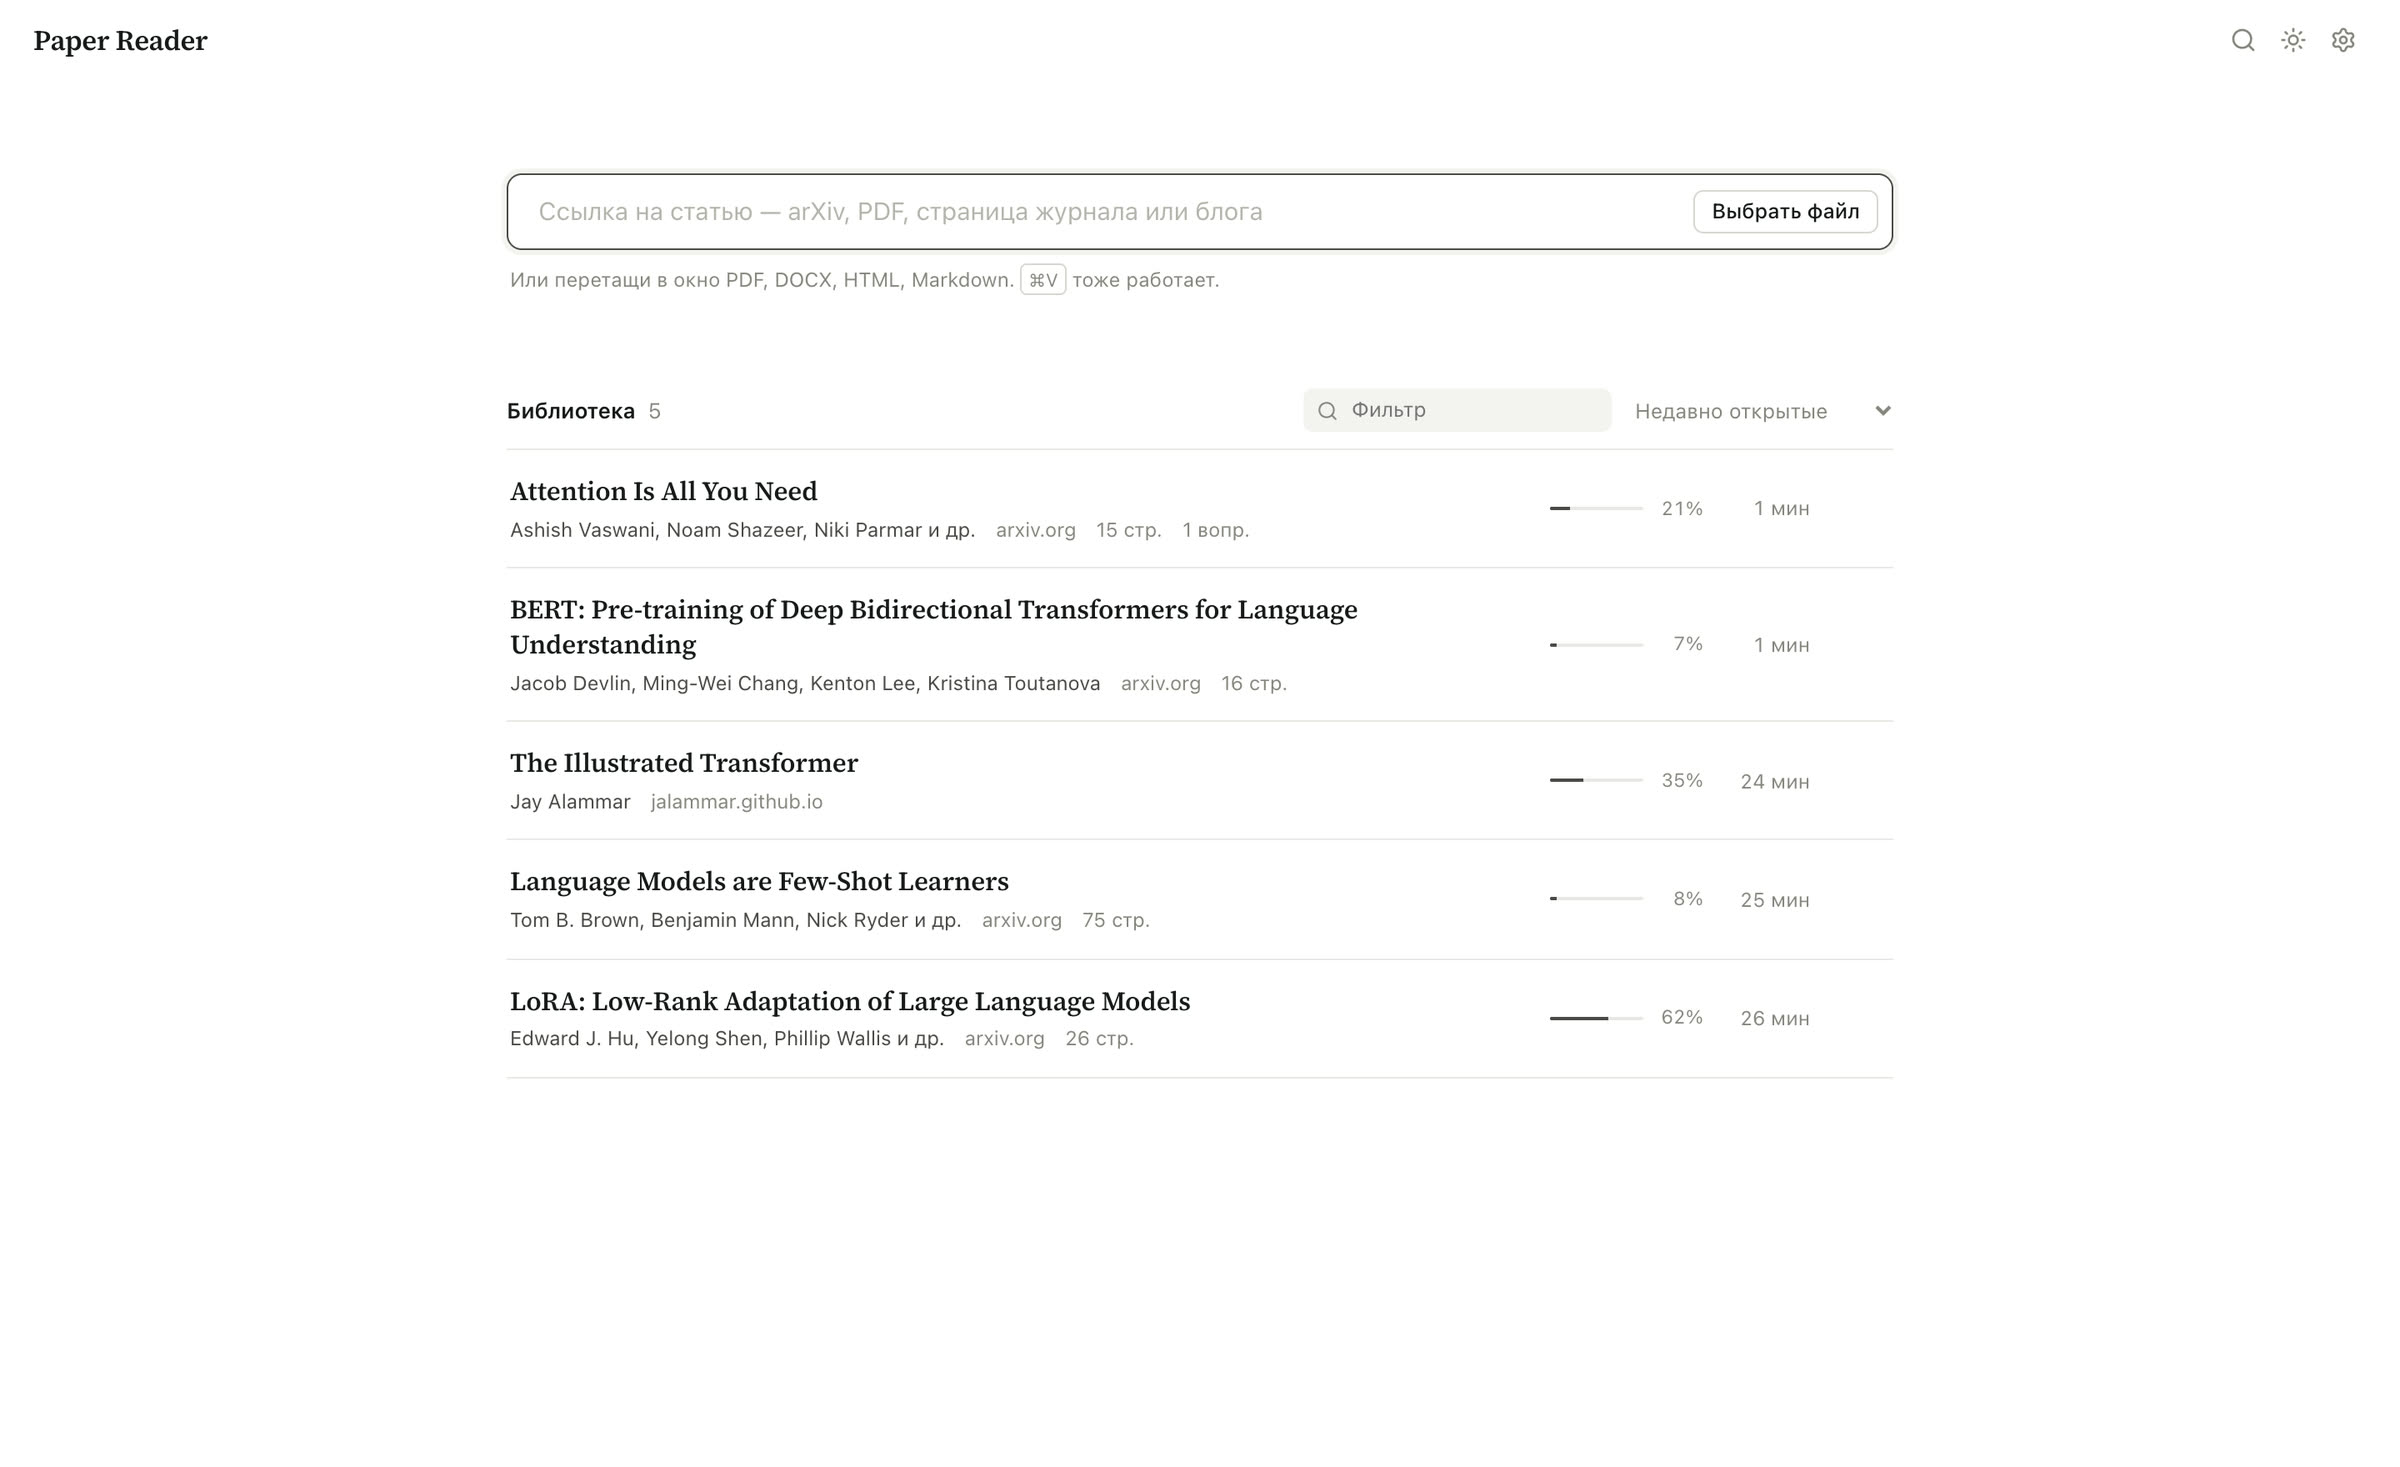 Paper Reader
Ссылка на статью — arXiv, PDF, страница журнала или блога
Выбрать файл
Или перетащи в окно PDF, DOCX, HTML, Markdown. ⌘V тоже работает.
Библиотека 5
Фильтр
Недавно открытые
Attention Is All You Need
Ashish Vaswani, Noam Shazeer, Niki Parmar и др. arxiv.org 15 стр. 1 вопр.
21% 1 мин
BERT: Pre-training of Deep Bidirectional Transformers for Language
Understanding
Jacob Devlin, Ming-Wei Chang, Kenton Lee, Kristina Toutanova arxiv.org 16 стр.
7% 1 мин
The Illustrated Transformer
Jay Alammar jalammar.github.io
35% 24 мин
Language Models are Few-Shot Learners
Tom B. Brown, Benjamin Mann, Nick Ryder и др. arxiv.org 75 стр.
8% 25 мин
LoRA: Low-Rank Adaptation of Large Language Models
Edward J. Hu, Yelong Shen, Phillip Wallis и др. arxiv.org 26 стр.
62% 26 мин